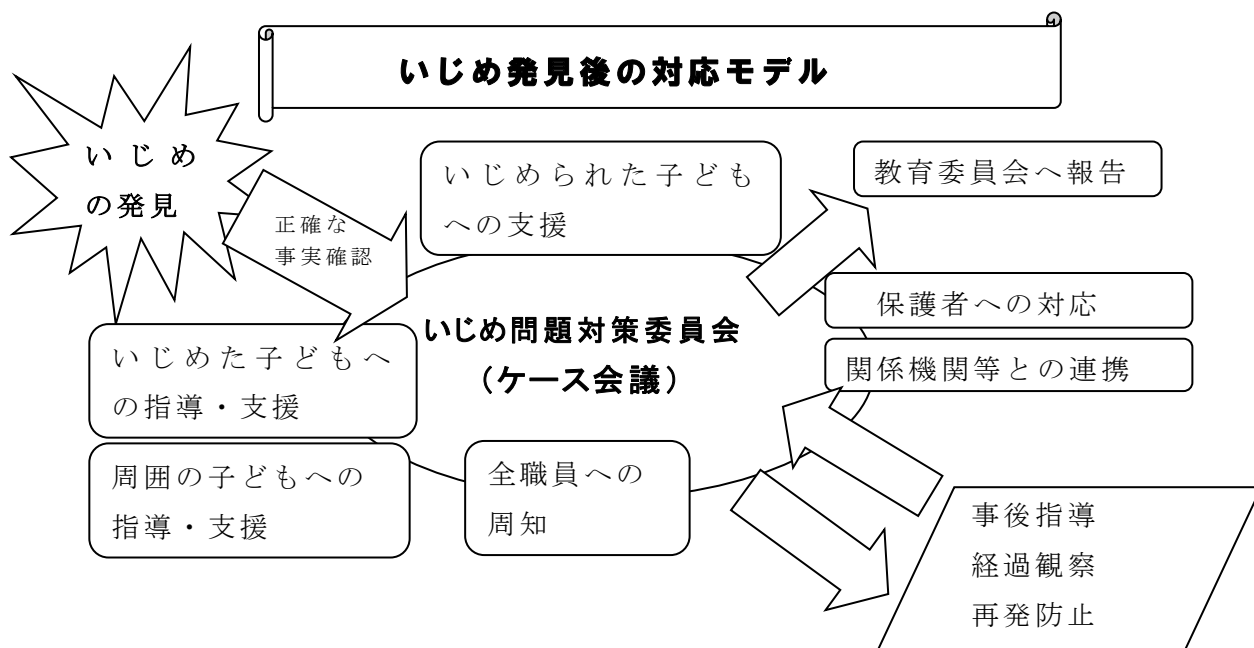 いじめ発見後の対応モデル
いじめ
の発見
正確な
事実確認
いじめられた子ども
への支援
教育委員会へ報告
保護者への対応
関係機関等との連携
いじめ問題対策委員会
（ケース会議）
いじめた子どもへ
の指導・支援
周囲の子どもへの
指導・支援
全職員への
周知
事後指導
経過観察
再発防止